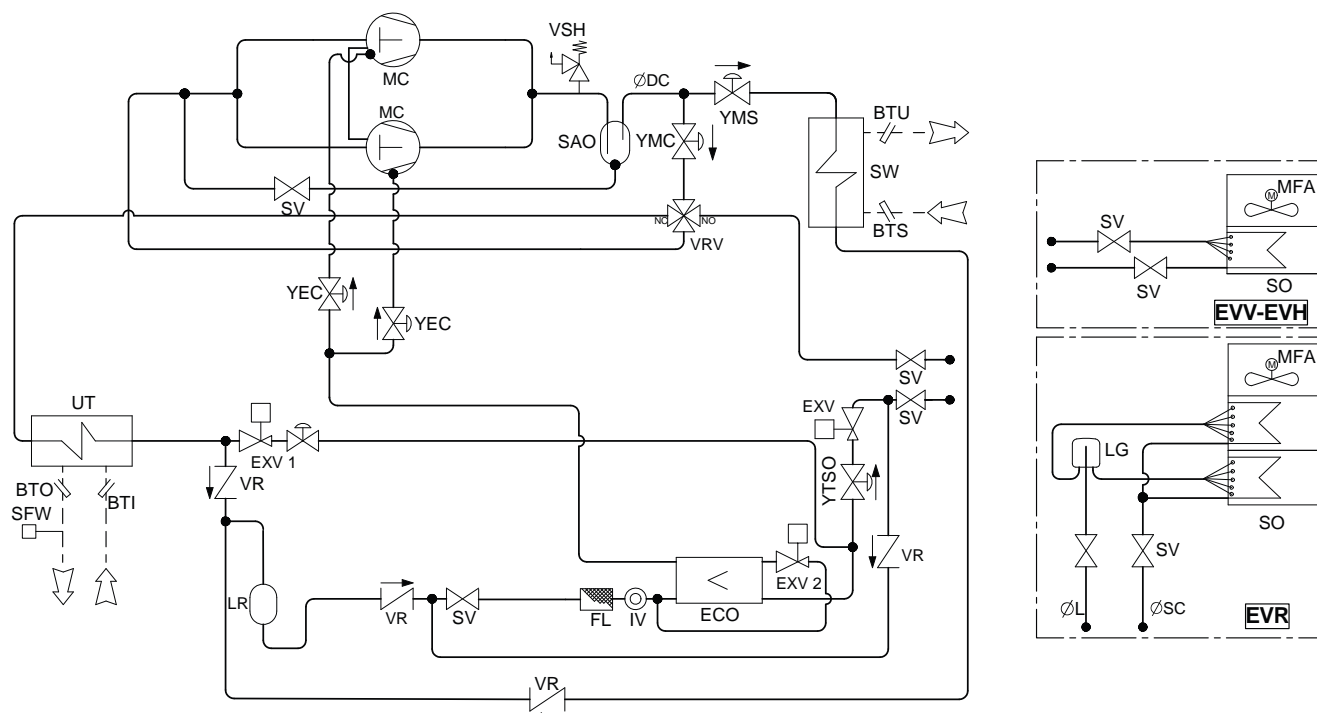 VSH
MC
ØDC
BTU
MC
SAO
YMC
YMS
MFA
M
SW
SV
SV
NC
NO
VRV
BTS
SV
SO
YEC
YEC
EVV-EVH
MFA
M
SV
UT
EXV
SV
LG
EXV 1
YTSO
BTO
BTI
VR
SFW
SO
EXV 2
VR
SV
LR
VR
SV
FL
IV
ECO
ØL
ØSC
EVR
VR